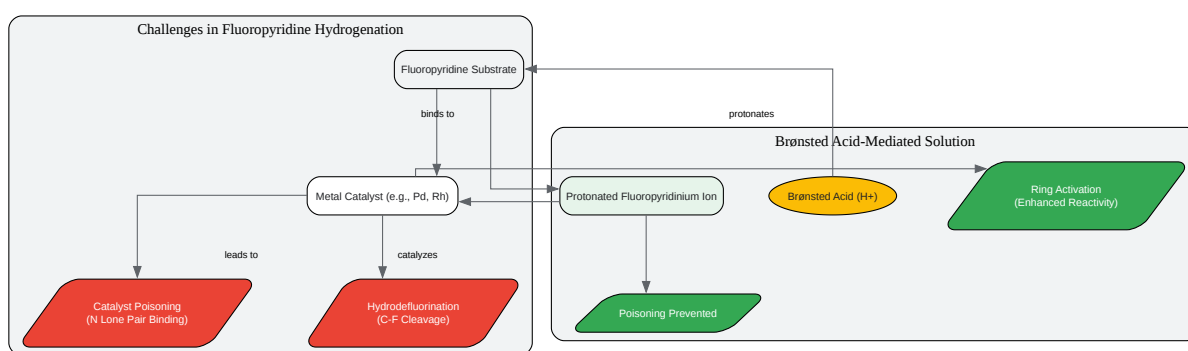 Challenges in Fluoropyridine Hydrogenation
Fluoropyridine Substrate
binds to
protonates
Brønsted Acid-Mediated Solution
Metal Catalyst (e.g., Pd, Rh)
Protonated Fluoropyridinium Ion
Brønsted Acid (H+)
Ring Activation
(Enhanced Reactivity)
leads to
catalyzes
Catalyst Poisoning
(N Lone Pair Binding)
Hydrodefluorination
(C-F Cleavage)
Poisoning Prevented